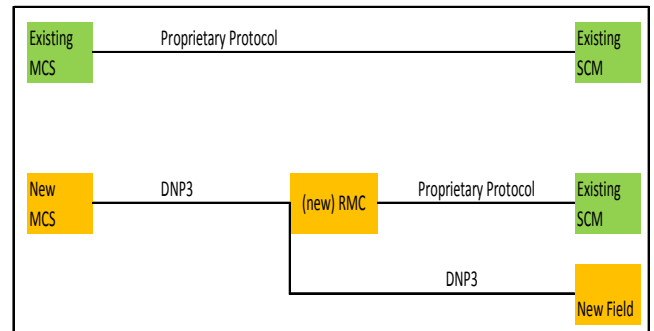 Existing
MCS
Proprietary Protocol
Existing
SCM
New
MCS
DNP3
(new) RMC
Proprietary Protocol
Existing
SCM
DNP3
New Field